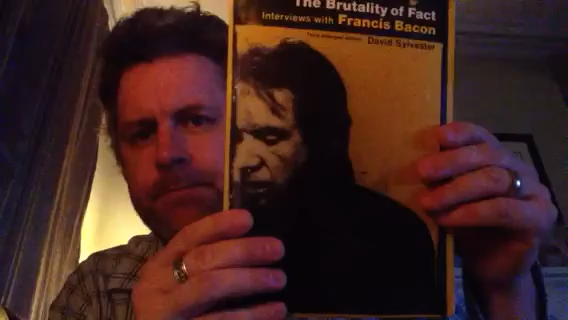 The Brutality of Fact
Interviews with Francis Bacon
Third enlarged edition David Sylvester